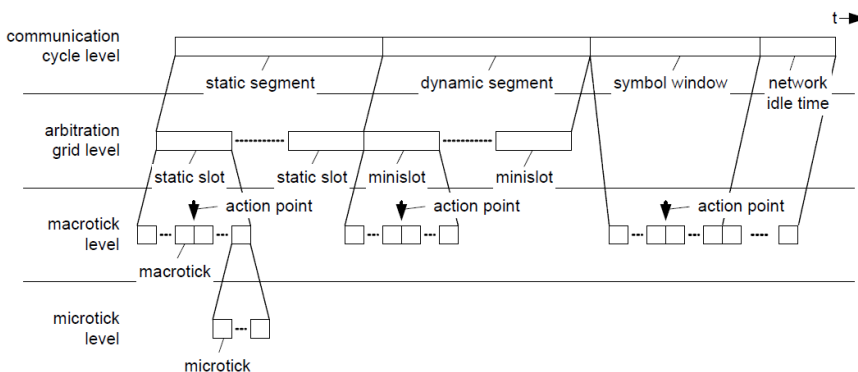 t
communication
cycle level
static segment
dynamic segment
symbol window
network
idle time
arbitration
grid level
static slot
static slot
minislot
minislot
action point
action point
action point
macrotick
level
macrotick
microtick
level
microtick